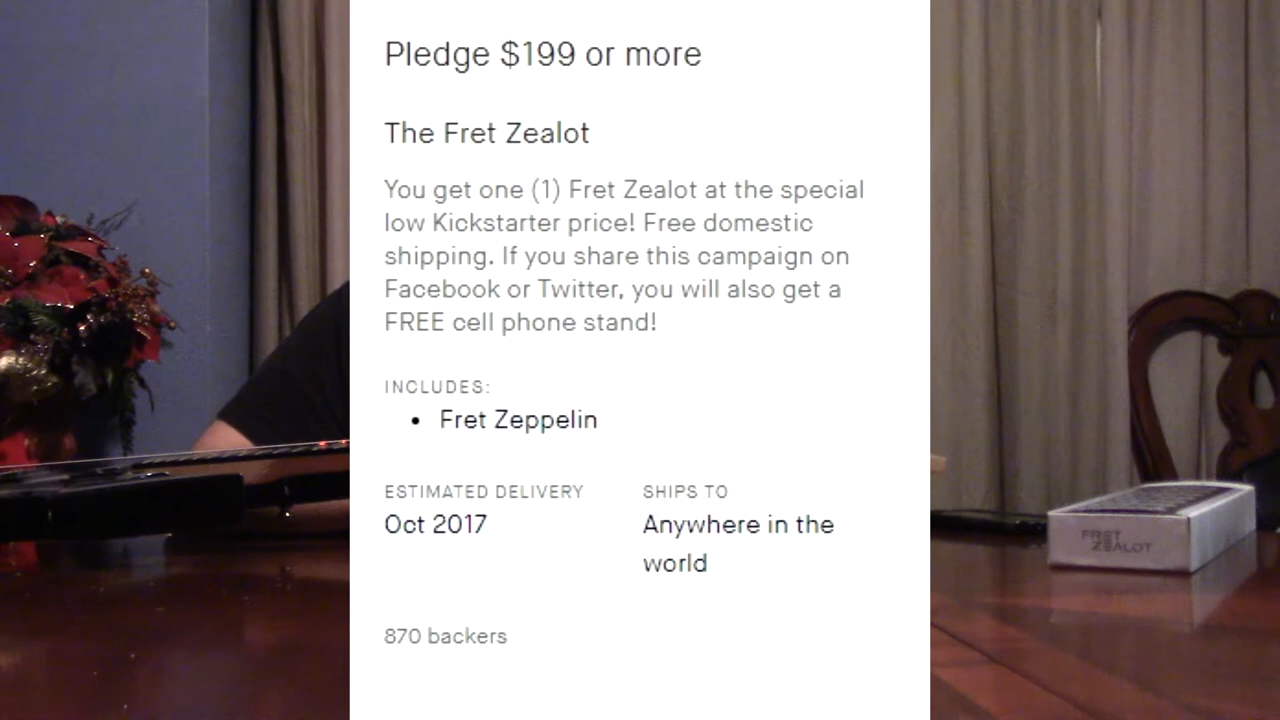 Pledge $199 or more
The Fret Zealot
You get one (1) Fret Zealot at the special
low Kickstarter price! Free domestic
shipping. If you share this campaign on
Facebook or Twitter, you will also get a
FREE cell phone stand!
INCLUDES:
• Fret Zeppelin
ESTIMATED DELIVERY
Oct 2017
SHIPS TO
Anywhere in the
world
870 backers
FRET
ZEALOT